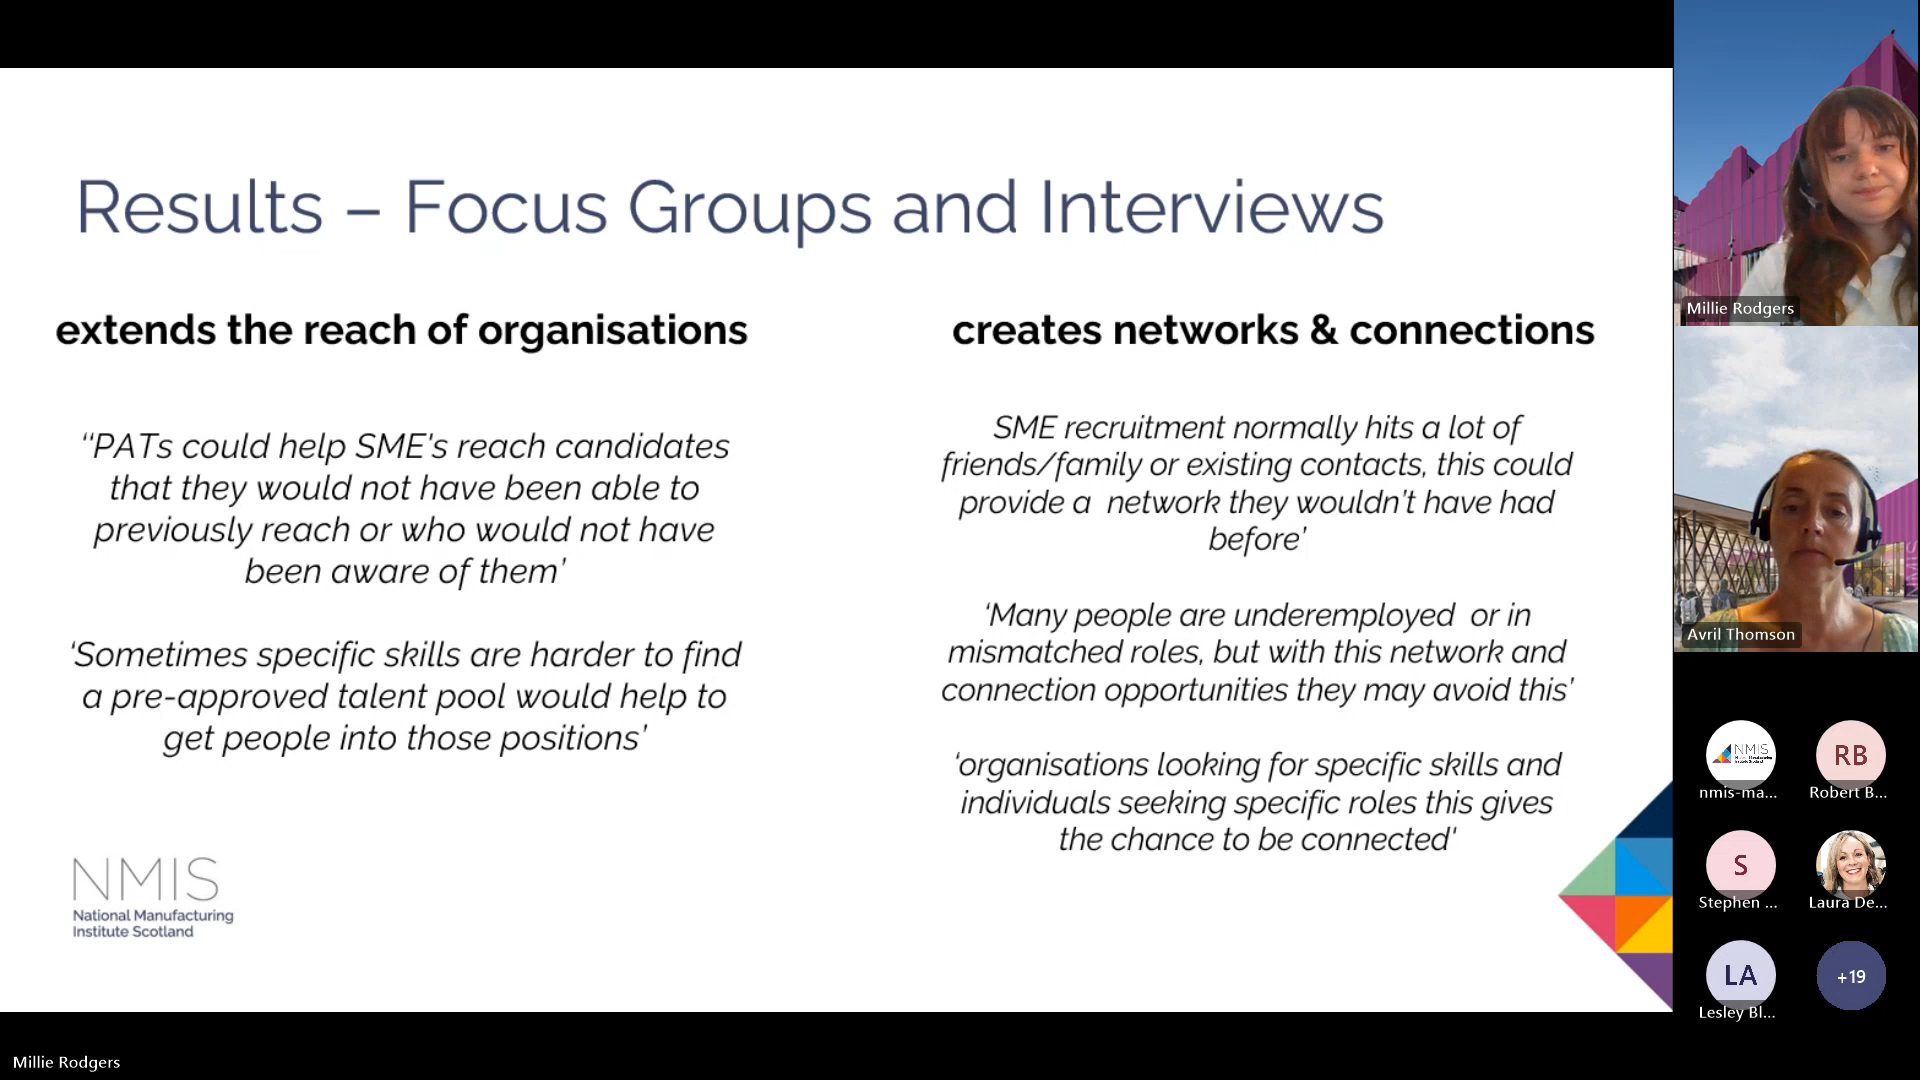 Results – Focus Groups and Interviews
extends the reach of organisations
‘‘PATs could help SME's reach candidates
that they would not have been able to
previously reach or who would not have
been aware of them’
‘Sometimes specific skills are harder to find
a pre-approved talent pool would help to
get people into those positions’
creates networks & connections
SME recruitment normally hits a lot of
friends/family or existing contacts, this could
provide a  network they wouldn’t have had
before’
‘Many people are underemployed  or in
mismatched roles, but with this network and
connection opportunities they may avoid this’
‘organisations looking for specific skills and
individuals seeking specific roles this gives
the chance to be connected'
NMIS
National Manufacturing
Institute Scotland
Millie Rodgers
Avril Thomson
NMIS
nmis-ma...
RB
Robert B...
S
Stephen ...
Laura De...
LA
Lesley Bl...
+19
Millie Rodgers